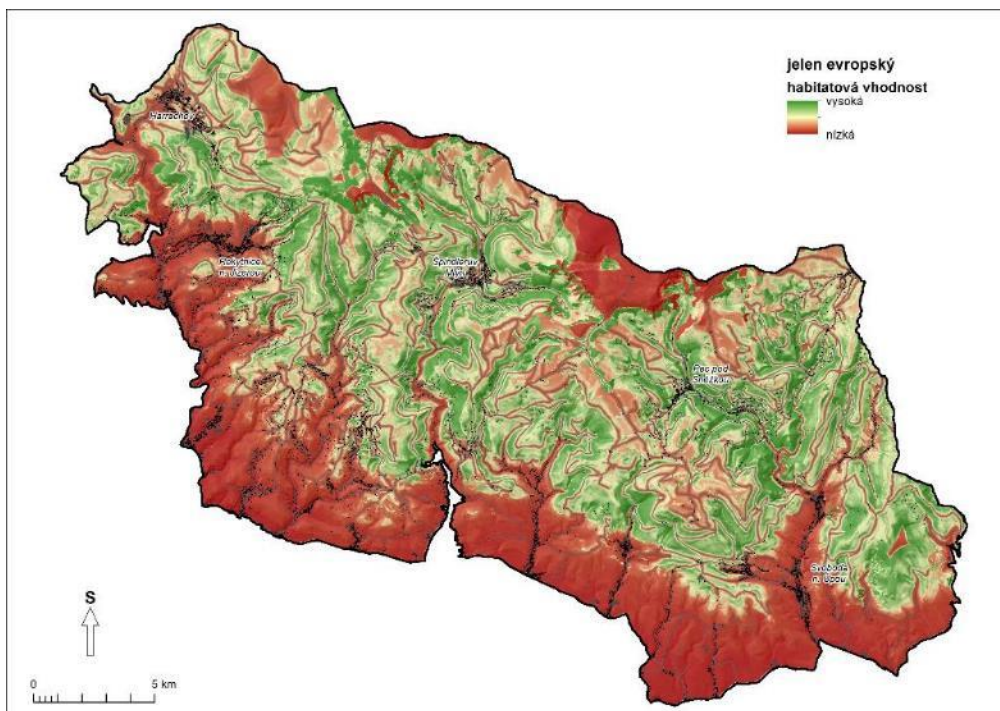 jelen evropský
habitatová vhodnost
vysoká
nízká
Harrachov
Rokytnice
n. Jizerou
Špindlerův
Mlýn
Pec pod
Sněžkou
Svoboda
n. Úpou
S
0
5 km